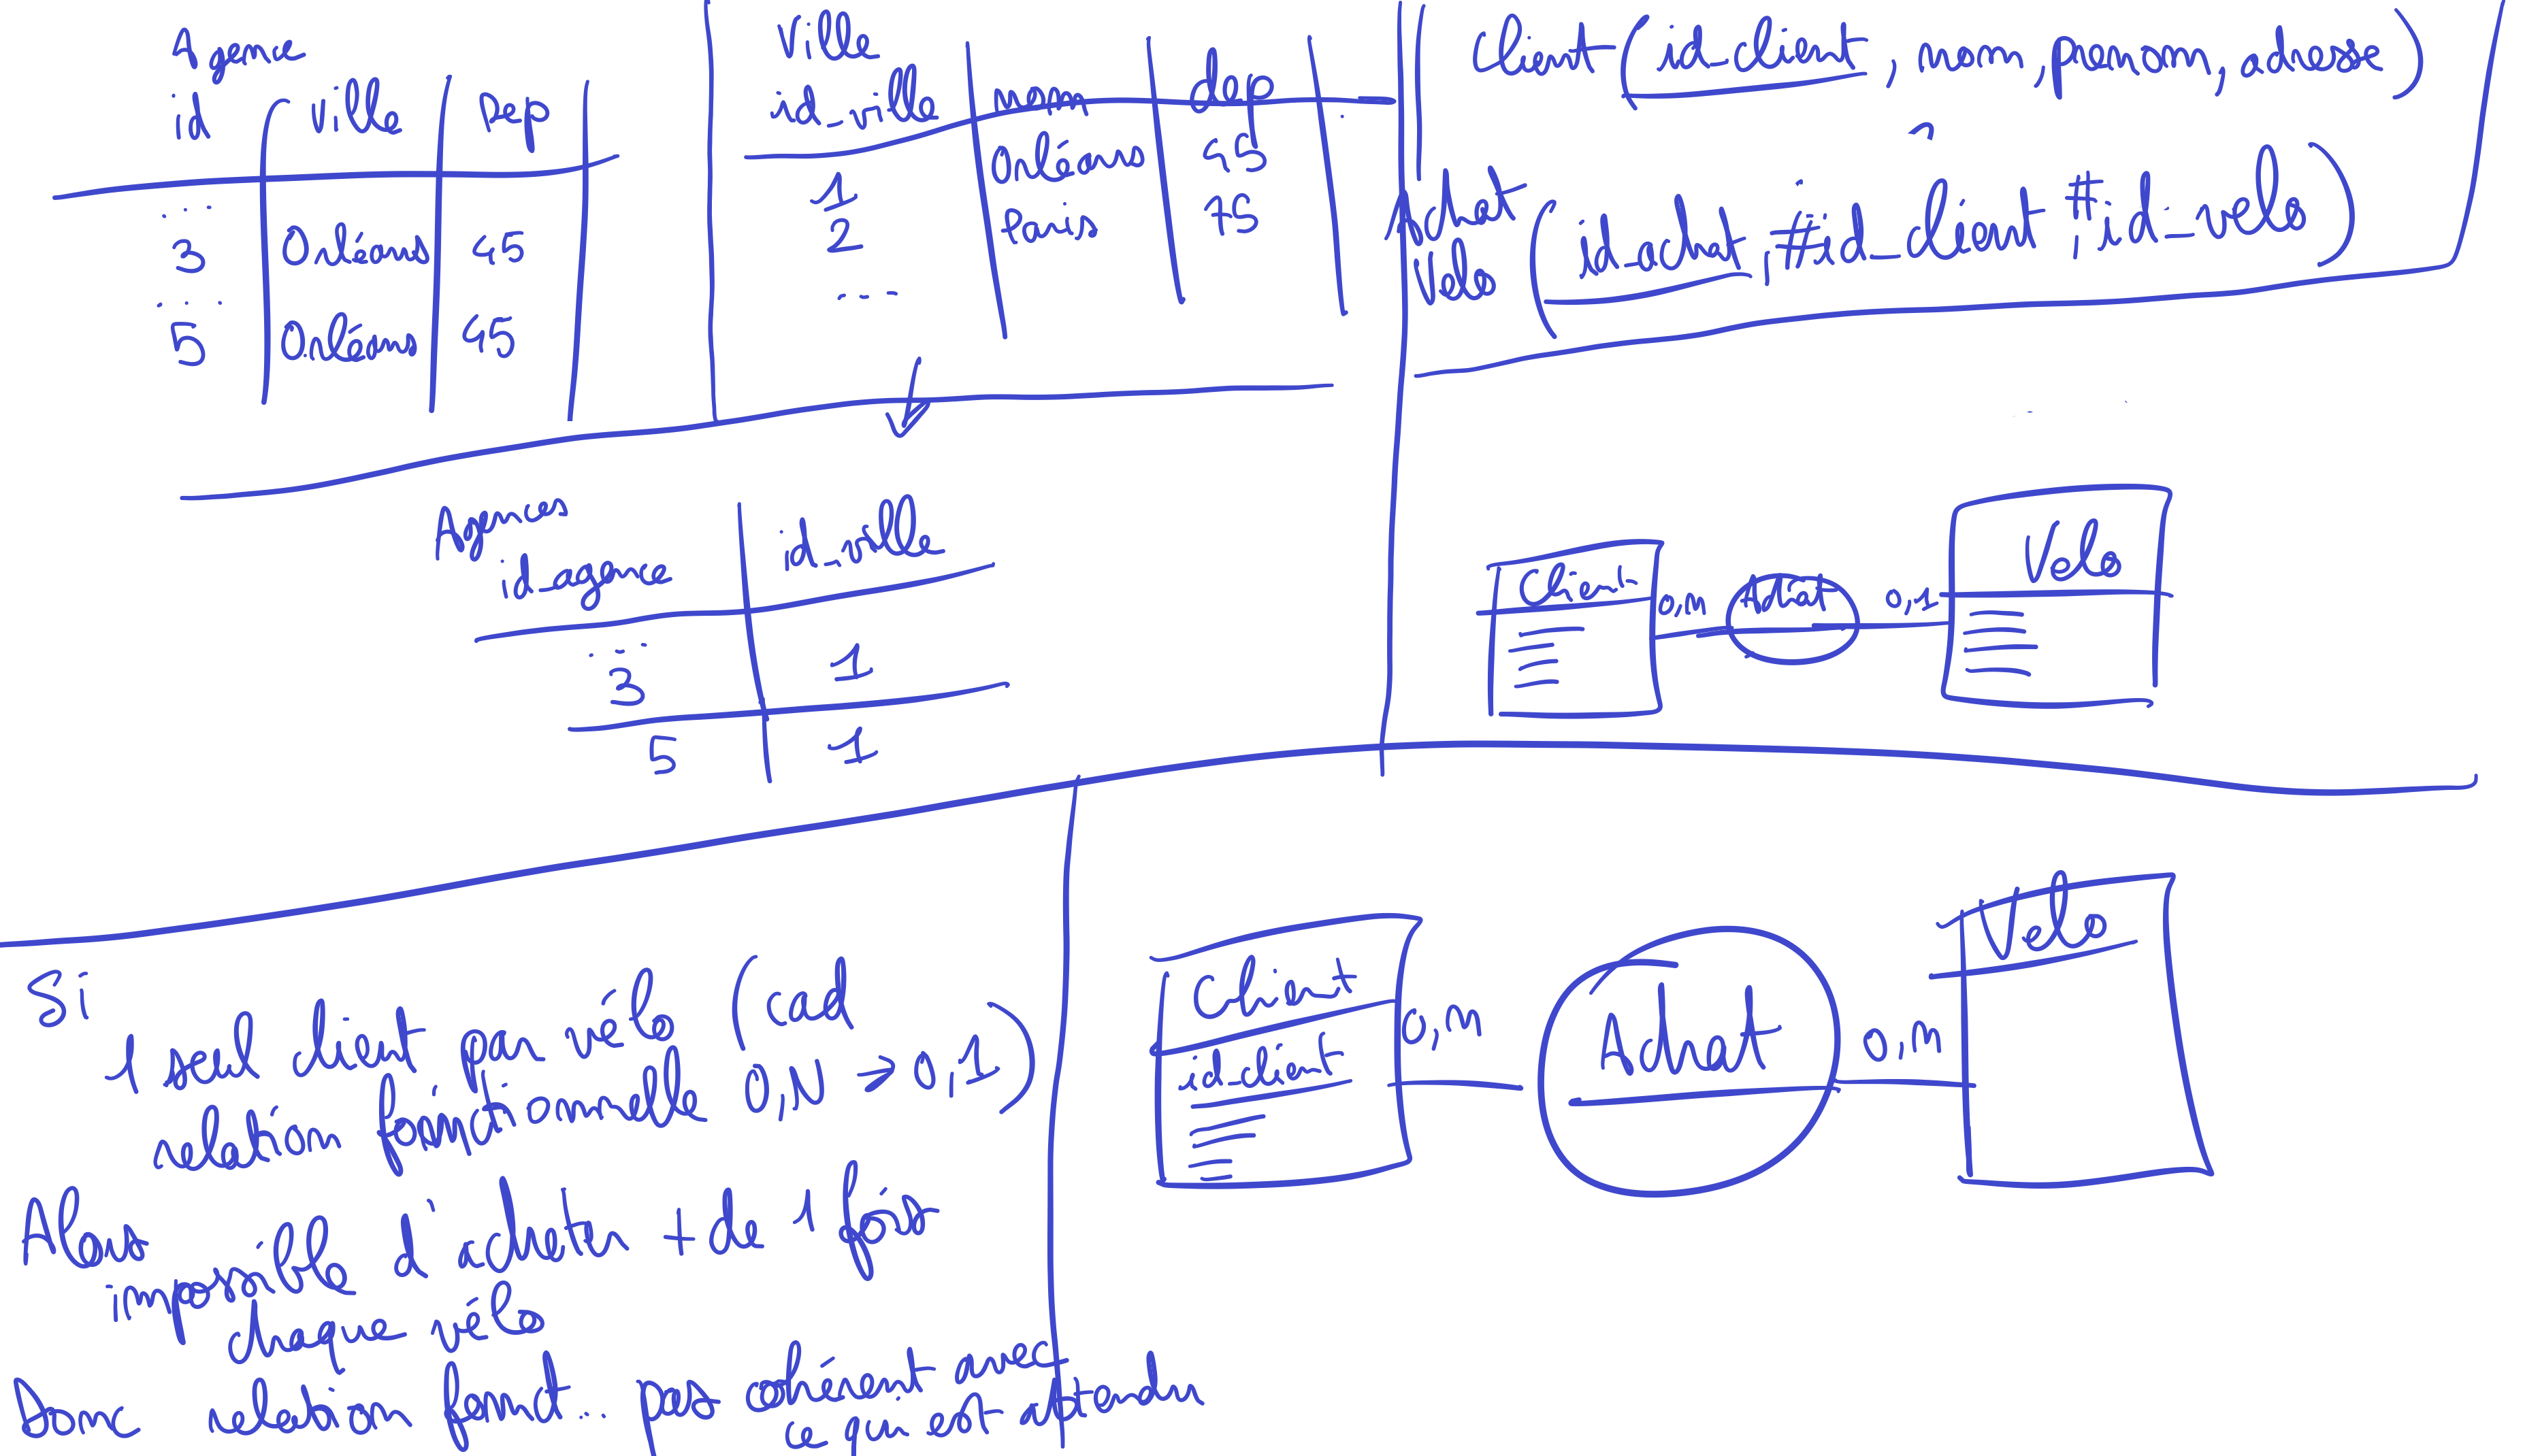 Agence
id Ville Dep
...
3 Orléans 45
...
5 Orléans 45
Ville
id_ville nom dep
1 Orléans 45
2 Paris 75
...
Client (id_client, nom, prenom, adresse)
Achat
Velo (id_achat, #id_client, #id_velo)
Agences
id_agence id_ville
...
3 1
5 1
Client 0,n Achat 0,1 Velo
Si
1 seul client par vélo (cad
relation fonctionnelle 0,N → 0,1)
Alors
impossible d'acheter + de 1 fois
chaque vélo
Donc relation fonct... pas cohérent avec
ce qui est attendu
Client 0,n Achat 0,n Velo
id_client